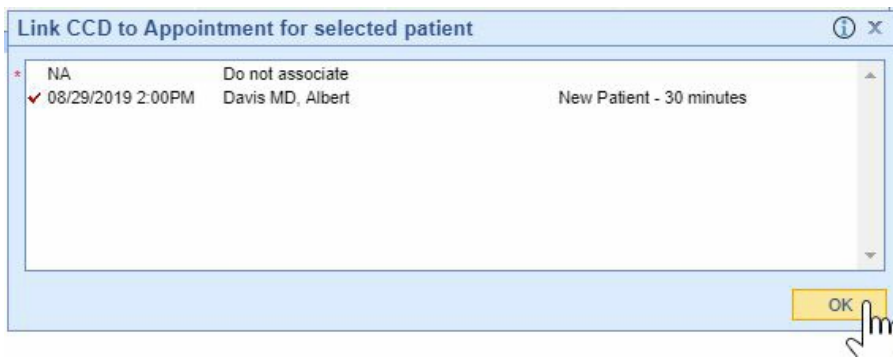 Link CCD to Appointment for selected patient
* NA Do not associate
08/29/2019 2:00PM Davis MD, Albert New Patient - 30 minutes
OK